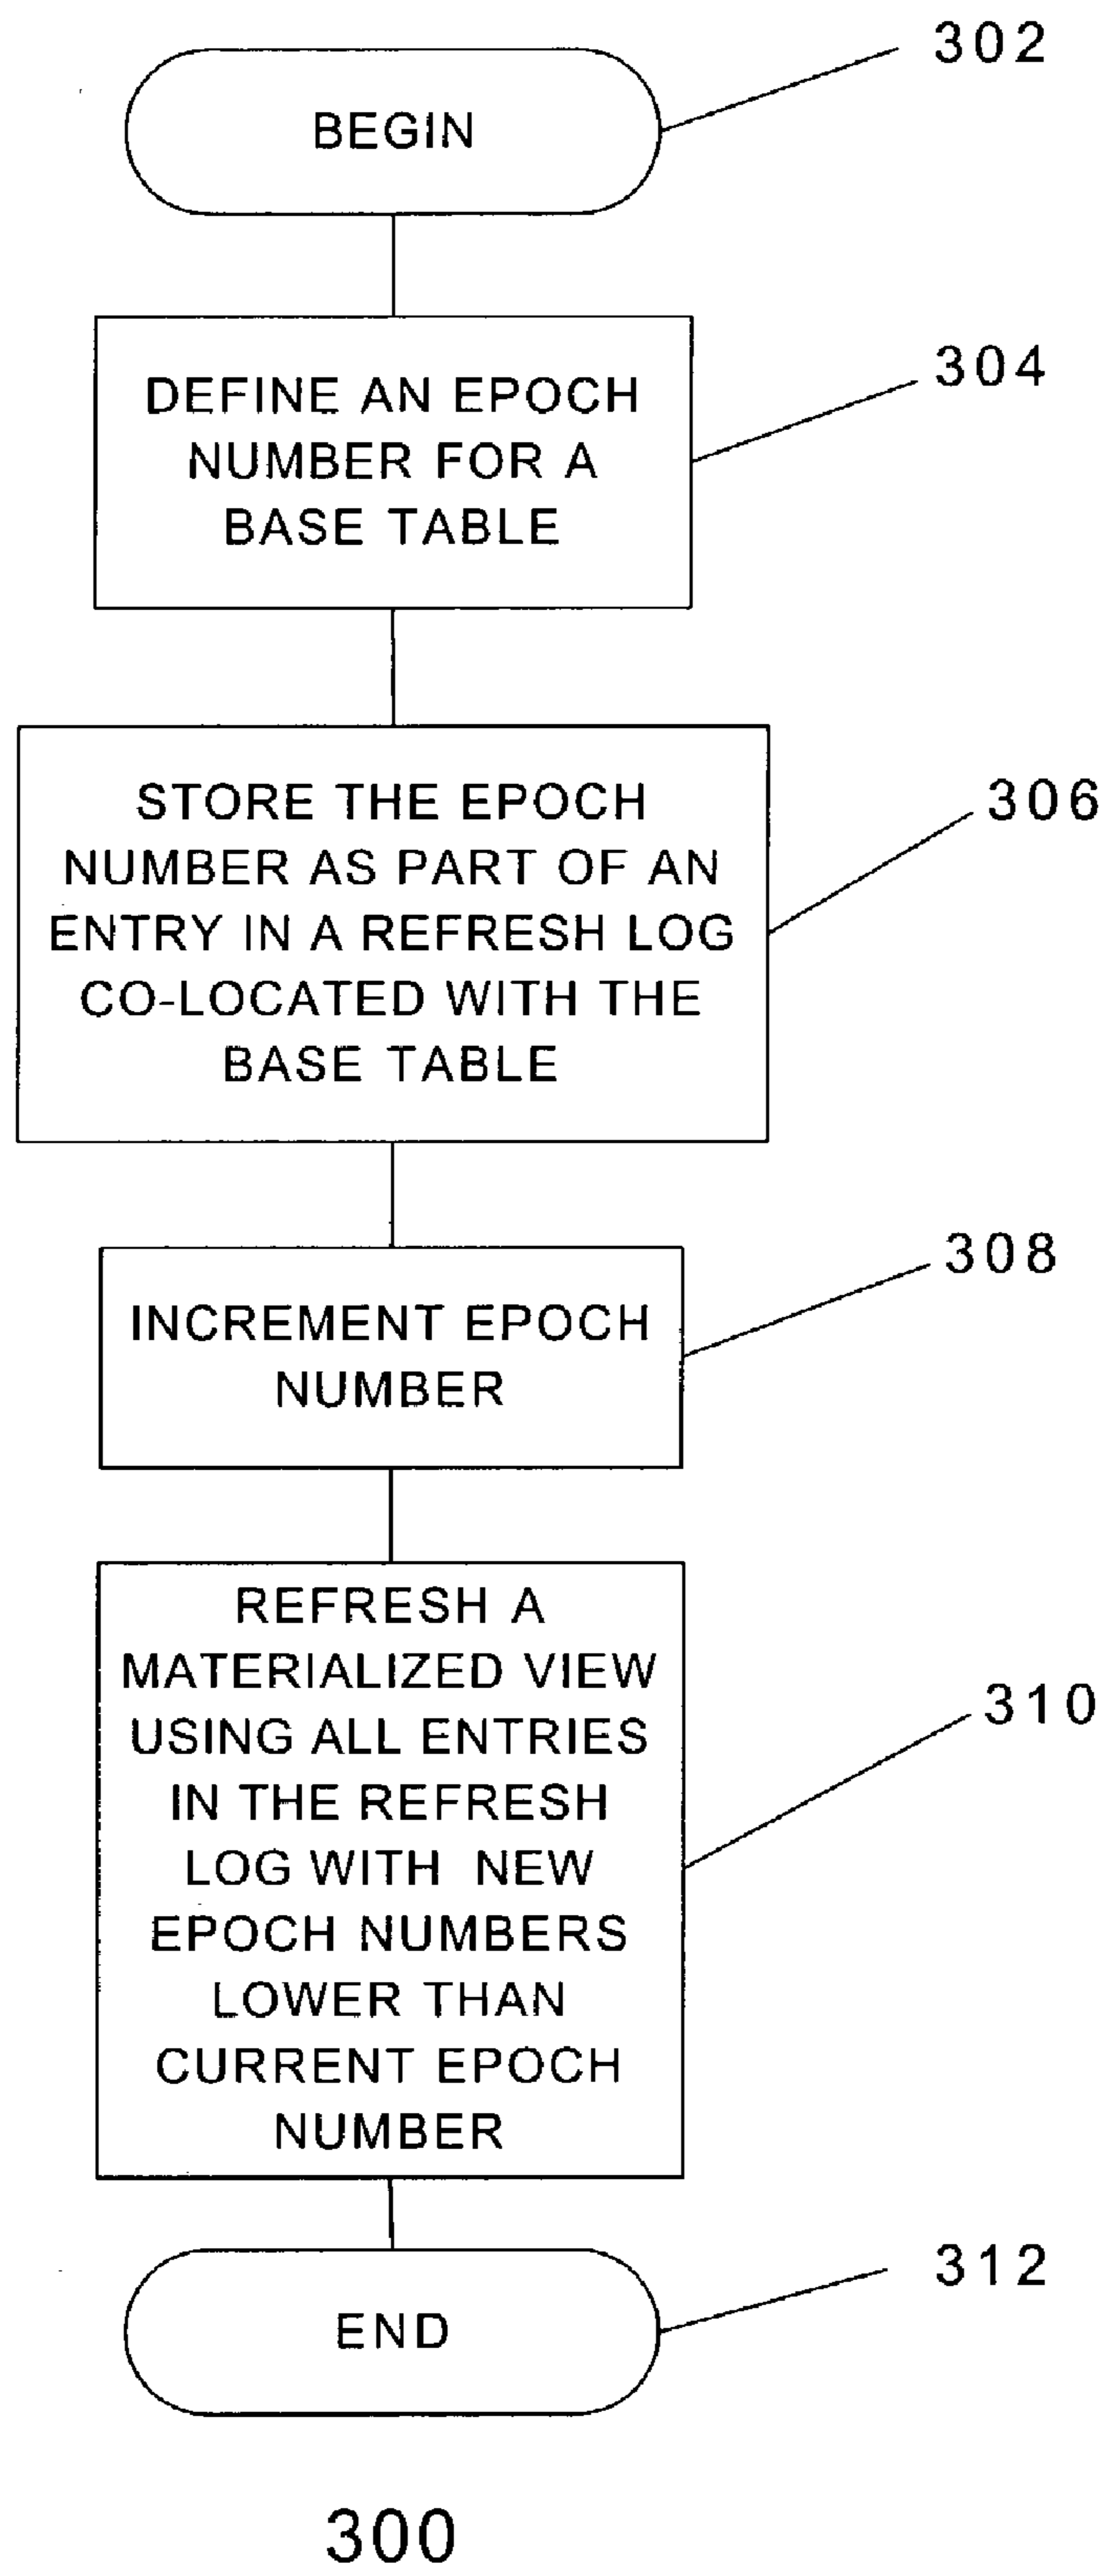 302
BEGIN
304
DEFINE AN EPOCH
NUMBER FOR A
BASE TABLE
306
STORE THE EPOCH
NUMBER AS PART OF AN
ENTRY IN A REFRESH LOG
CO-LOCATED WITH THE
BASE TABLE
308
INCREMENT EPOCH
NUMBER
310
REFRESH A
MATERIALIZED VIEW
USING ALL ENTRIES
IN THE REFRESH
LOG WITH NEW
EPOCH NUMBERS
LOWER THAN
CURRENT EPOCH
NUMBER
312
END
300